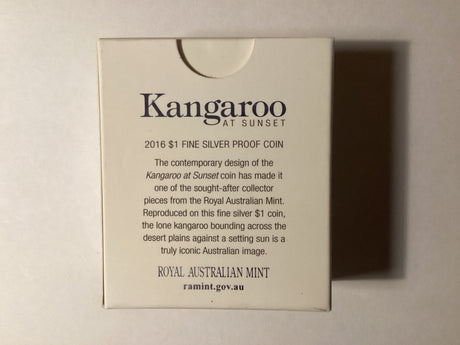 Kangaroo
AT SUNSET
2016 $1 FINE SILVER PROOF COIN
The contemporary design of the
Kangaroo at Sunset coin has made it
one of the sought-after collector
pieces from the Royal Australian Mint.
Reproduced on this fine silver $1 coin,
the lone kangaroo bounding across the
desert plains against a setting sun is a
truly iconic Australian image.
ROYAL AUSTRALIAN MINT
ramint.gov.au